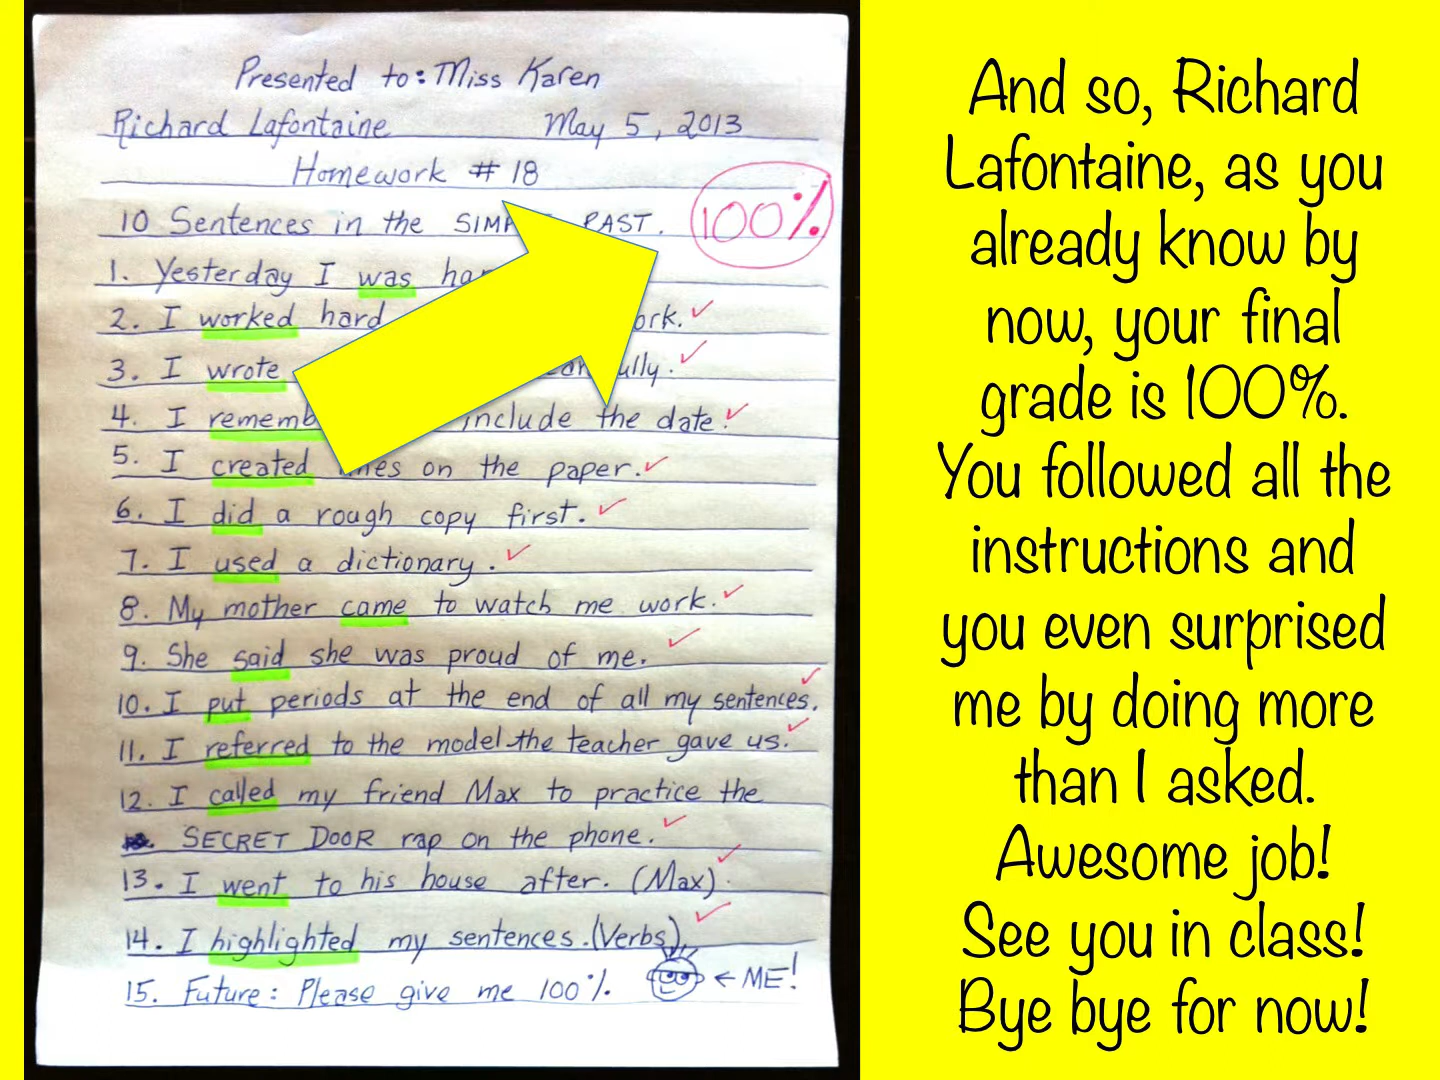 Presented to: Miss Karen
Richard Lafontaine May 5, 2013
Homework # 18
100%
10 Sentences in the PAST.
1. Yesterday I was
2. I worked hard
3. I wrote
4. I include the date.
5. I created on the paper.
6. I did a rough copy first.
7. I used a dictionary.
8. My mother came to watch me work.
9. She said she was proud of me.
10. I put periods at the end of all my sentences.
11. I referred to the model the teacher gave us.
12. I called my friend Max to practice the
SECRET DOOR rap on the phone.
13. I went to his house after. (Max)
14. I highlighted my sentences. (Verbs)
15. Future: Please give me 100% ← ME!
And so, Richard
Lafontaine, as you
already know by
now, your final
grade is 100%.
You followed all the
instructions and
you even surprised
me by doing more
than I asked.
Awesome job!
See you in class!
Bye bye for now!